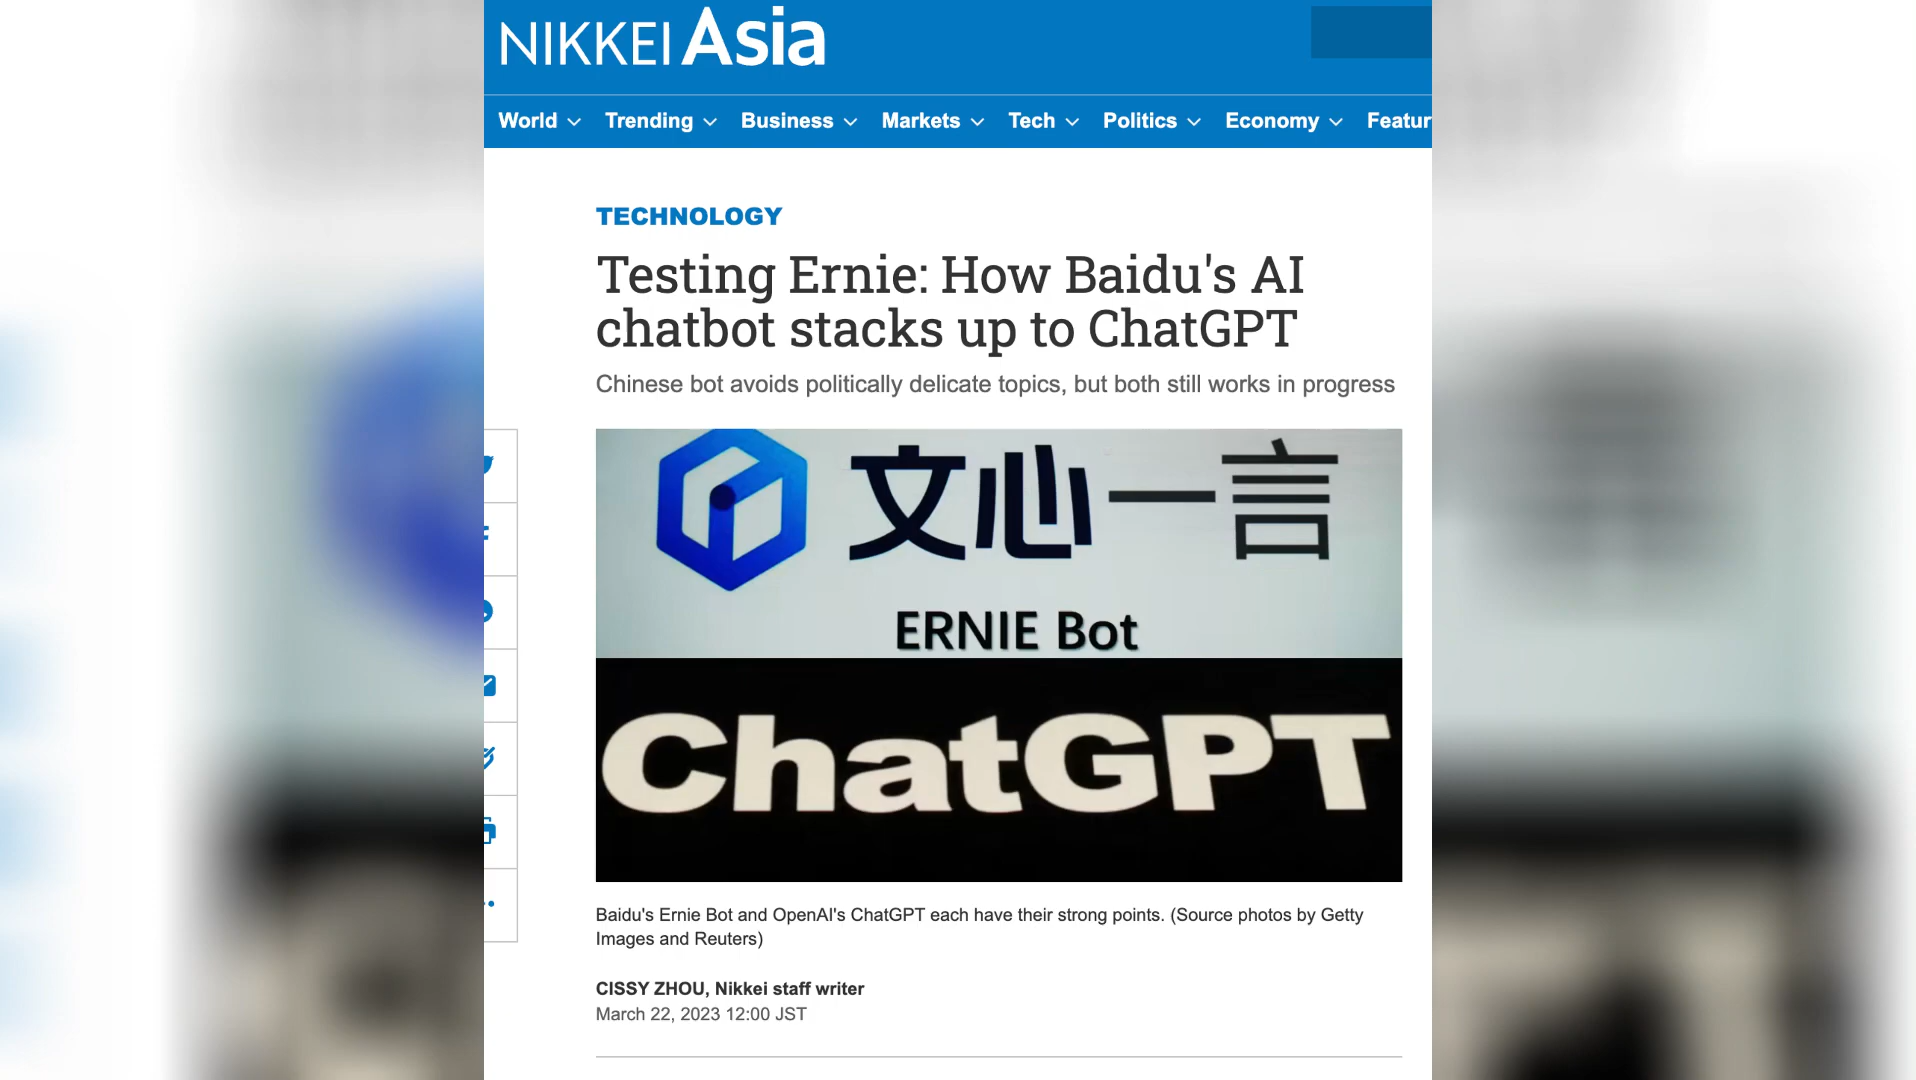 NIKKEI Asia
World Trending Business Markets Tech Politics Economy Featur
TECHNOLOGY
Testing Ernie: How Baidu's AI
chatbot stacks up to ChatGPT
Chinese bot avoids politically delicate topics, but both still works in progress
文心一言
ERNIE Bot
ChatGPT
Baidu's Ernie Bot and OpenAI's ChatGPT each have their strong points. (Source photos by Getty
Images and Reuters)
CISSY ZHOU, Nikkei staff writer
March 22, 2023 12:00 JST